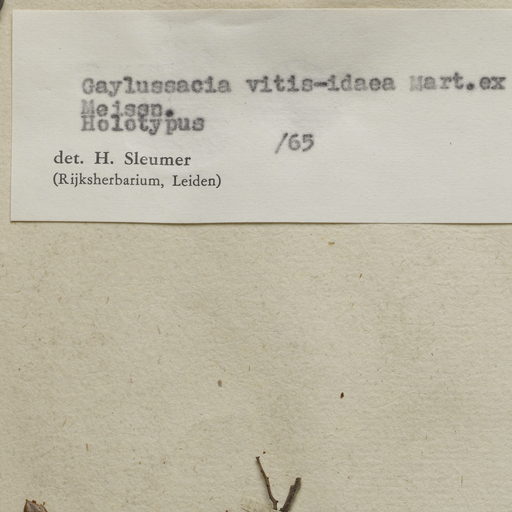 Gaylussacia vitis-idaea Mart.ex
Meissn.
Holotypus
/65
det. H. Sleumer
(Rijksherbarium, Leiden)